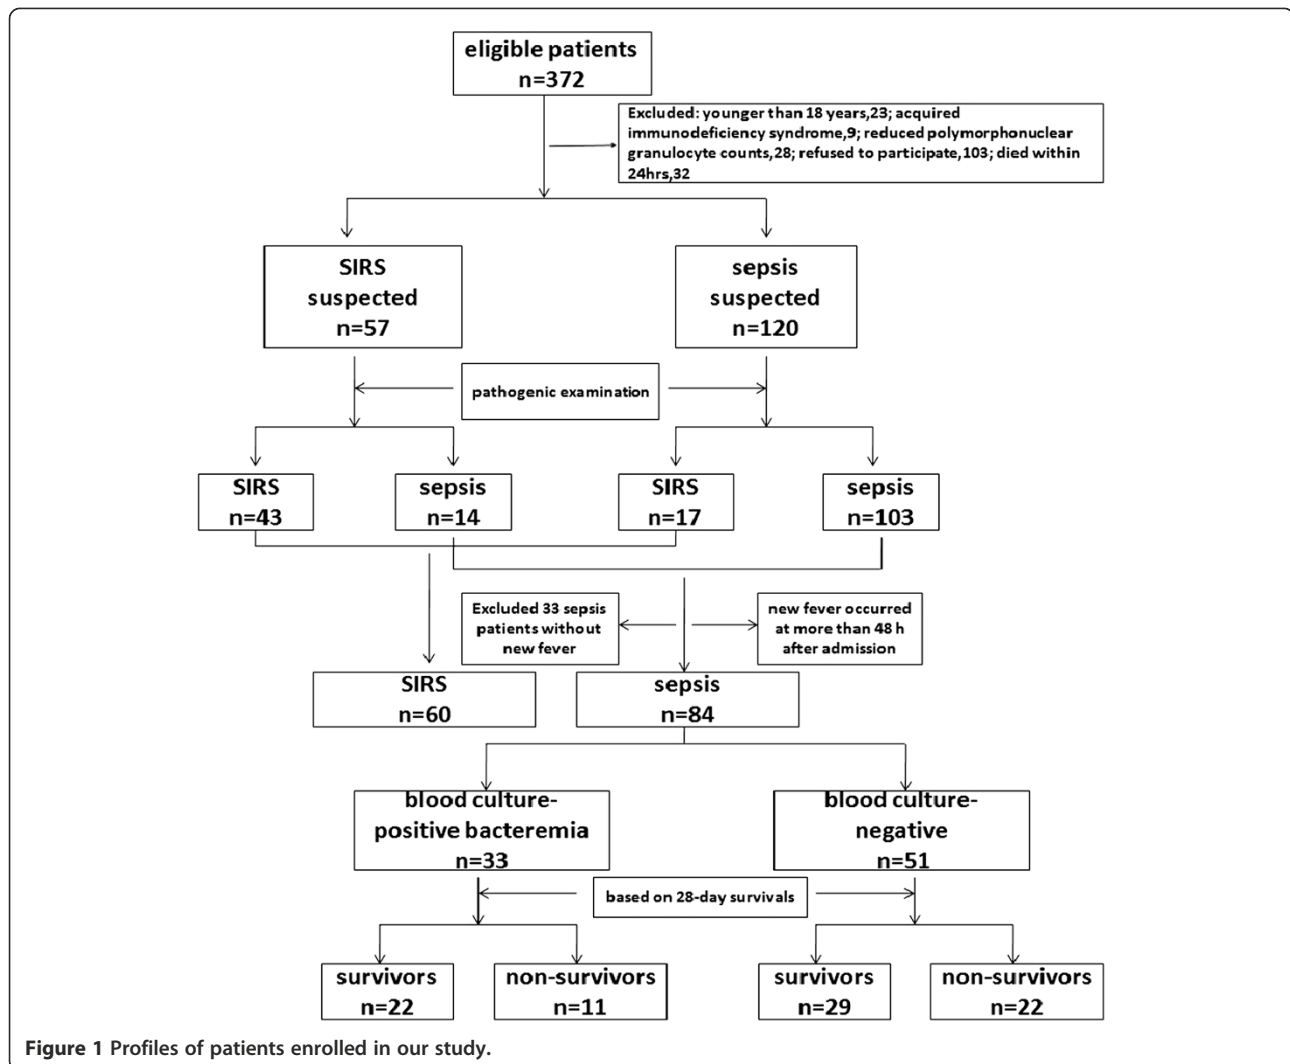 eligible patients
n=372
Excluded: younger than 18 years,23; acquired
immunodeficiency syndrome,9; reduced polymorphonuclear
granulocyte counts,28; refused to participate,103; died within
24hrs,32
SIRS
suspected
n=57
sepsis
suspected
n=120
pathogenic examination
SIRS
n=43
sepsis
n=14
SIRS
n=17
sepsis
n=103
Excluded 33 sepsis
patients without
new fever
new fever occurred
at more than 48 h
after admission
SIRS
n=60
sepsis
n=84
blood culture-
positive bacteremia
n=33
blood culture-
negative
n=51
based on 28-day survivals
survivors
n=22
non-survivors
n=11
survivors
n=29
non-survivors
n=22
Figure 1 Profiles of patients enrolled in our study.